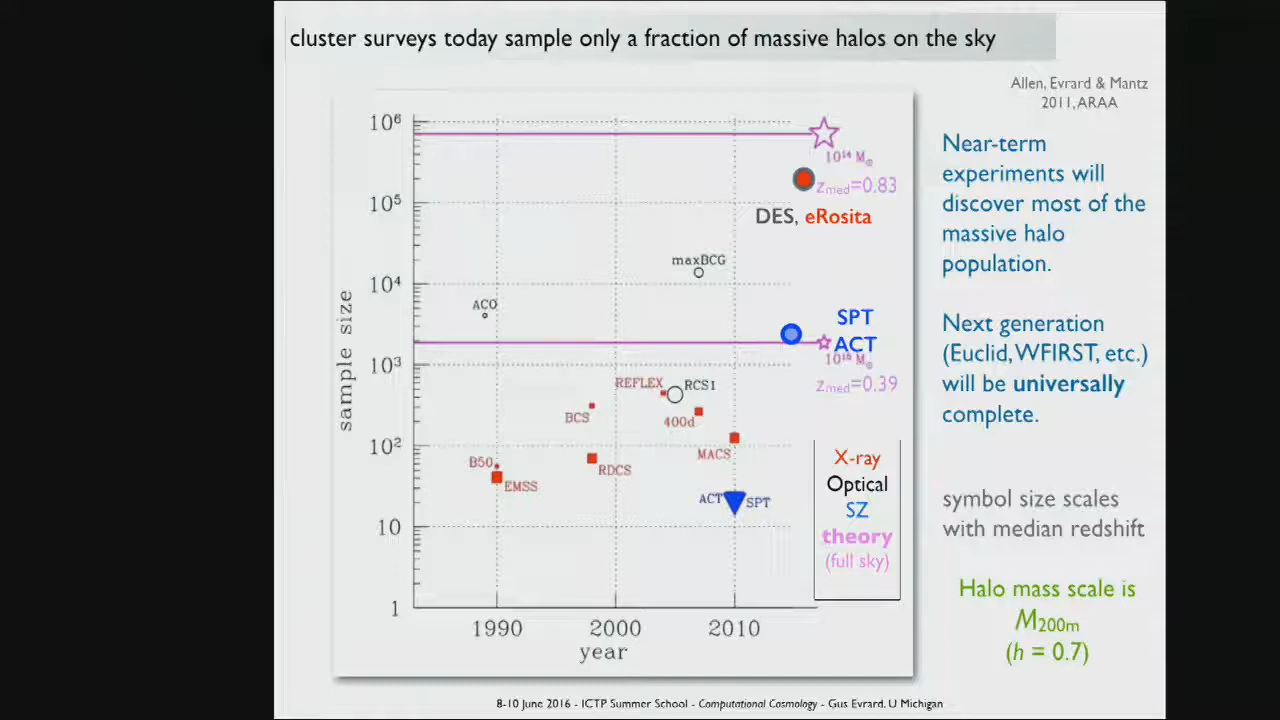 cluster surveys today sample only a fraction of massive halos on the sky
Allen, Evrard & Mantz
2011, ARAA
Near-term
experiments will
discover most of the
massive halo
population.
Next generation
(Euclid, WFIRST, etc.)
will be universally
complete.
symbol size scales
with median redshift
Halo mass scale is
M200m
(h = 0.7)
sample size
10⁶
10⁵
10⁴
10³
10²
10
1
1990
2000
2010
year
10¹⁴ M⊙
zmed=0.83
DES, eRosita
maxBCG
ACO
SPT
ACT
10¹⁵ M⊙
zmed=0.39
REFLEX
RCS1
BCS
400d
MACS
B50
RDCS
EMSS
ACT
SPT
X-ray
Optical
SZ
theory
(full sky)
8-10 June 2016 - ICTP Summer School - Computational Cosmology - Gus Evrard, U Michigan